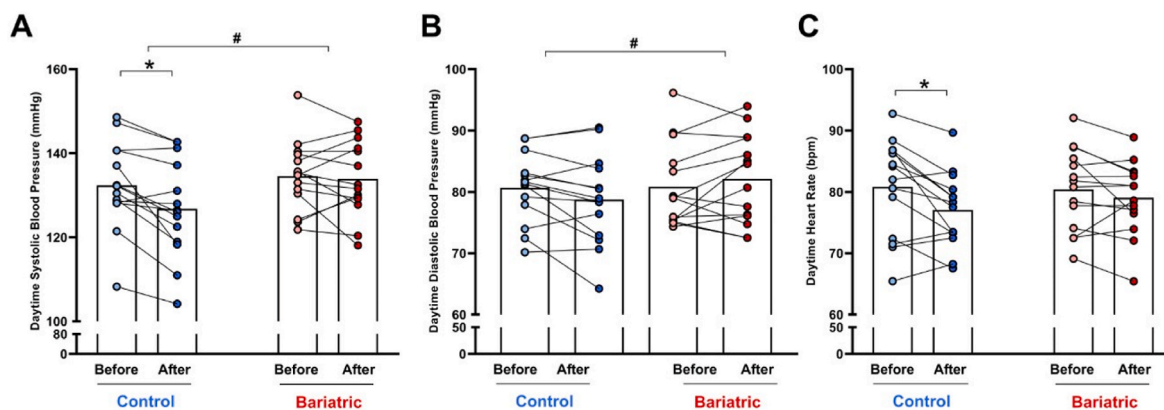 A
Daytime Systolic Blood Pressure (mmHg)
160
140
120
100
80
0
*
#
Before After Before After
Control Bariatric
B
Daytime Diastolic Blood Pressure (mmHg)
100
90
80
70
60
50
0
#
Before After Before After
Control Bariatric
C
Daytime Heart Rate (bpm)
100
90
80
70
60
50
0
*
Before After Before After
Control Bariatric